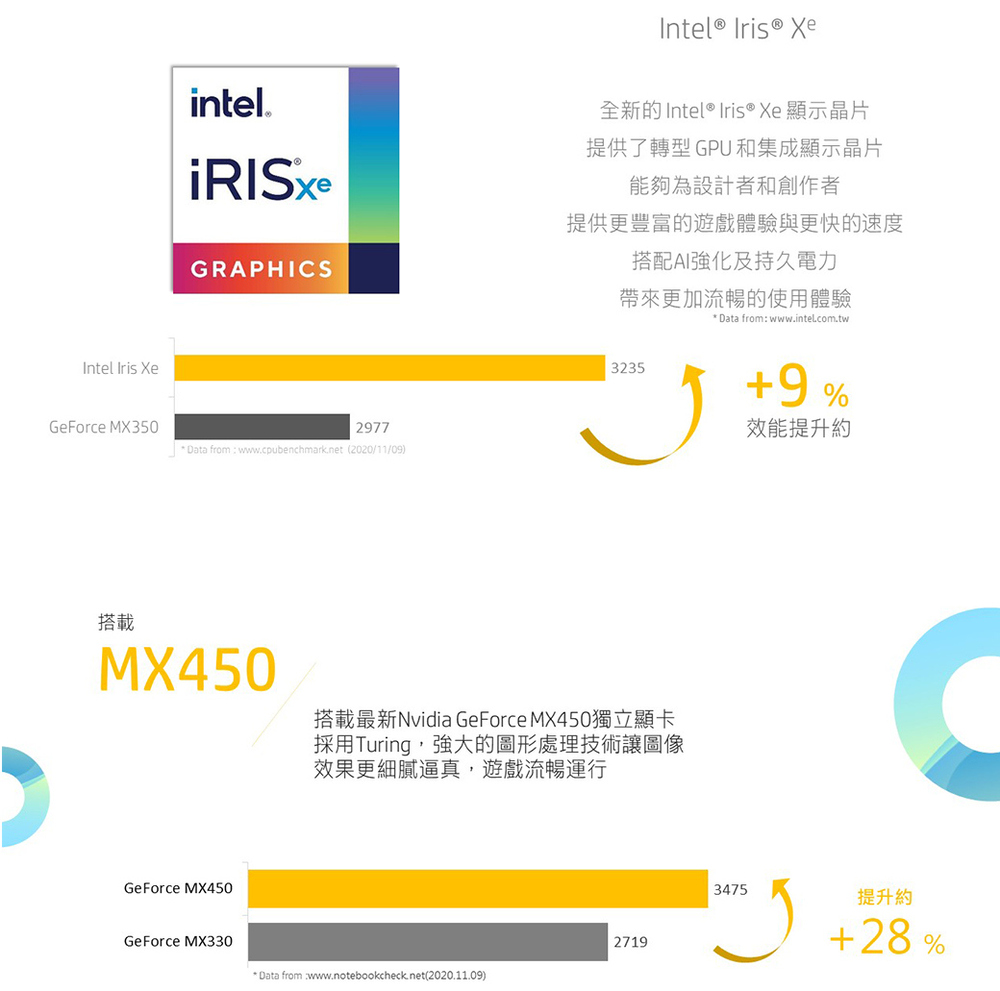 Intel® Iris® Xᵉ
intel®
iRIS®xe
GRAPHICS
全新的 Intel® Iris® Xe 顯示晶片
提供了轉型 GPU 和集成顯示晶片
能夠為設計者和創作者
提供更豐富的遊戲體驗與更快的速度
搭配AI強化及持久電力
帶來更加流暢的使用體驗
* Data from: www.intel.com.tw
Intel Iris Xe 3235
GeForce MX350 2977
* Data from : www.cpubenchmark.net (2020/11/09)
+9 %
效能提升約
搭載
MX450
搭載最新Nvidia GeForce MX450獨立顯卡
採用Turing，強大的圖形處理技術讓圖像
效果更細膩逼真，遊戲流暢運行
GeForce MX450 3475
GeForce MX330 2719
* Data from :www.notebookcheck.net(2020.11.09)
提升約
+28 %